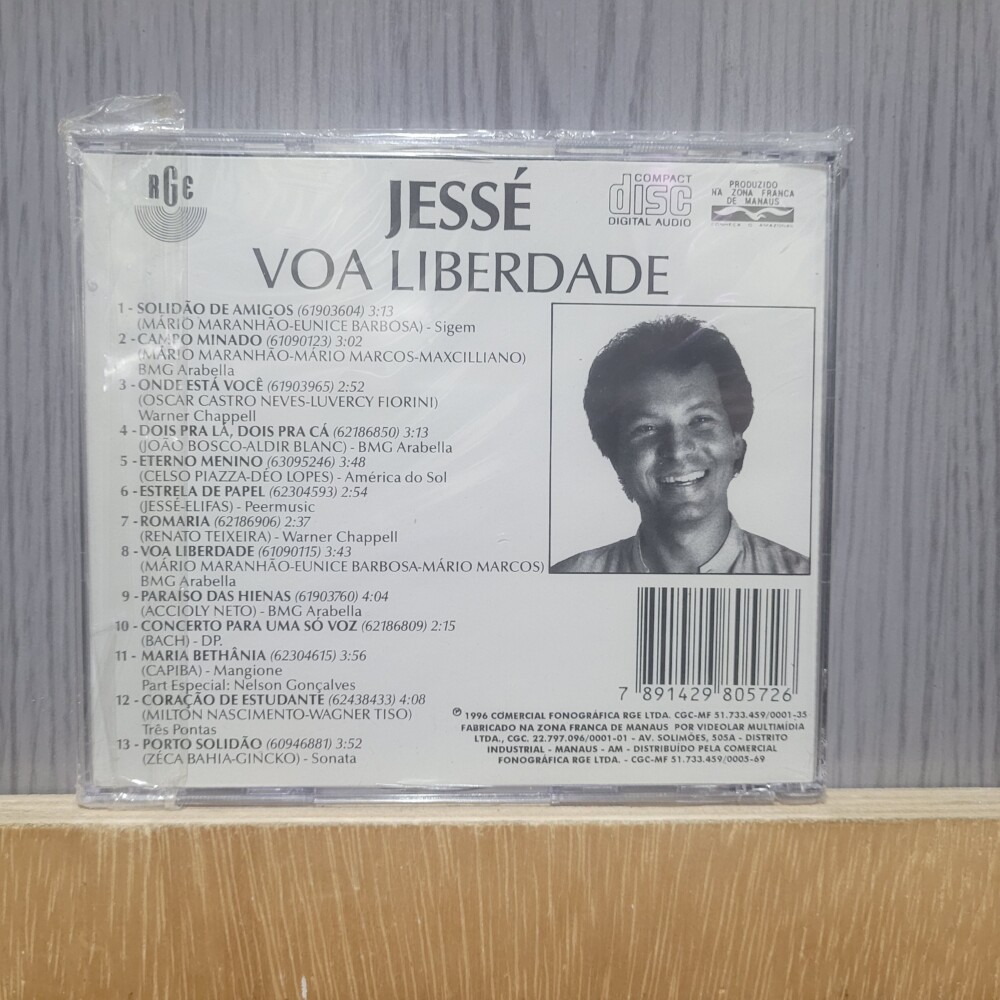 RGE
JESSÉ
COMPACT
disc
DIGITAL AUDIO
PRODUZIDO
NA ZONA FRANCA
DE MANAUS
CONHEÇA O AMAZONAS
VOA LIBERDADE
1 - SOLIDÃO DE AMIGOS (61903604) 3:13
(MÁRIO MARANHÃO-EUNICE BARBOSA) - Sigem
2 - CAMPO MINADO (61090123) 3:02
(MÁRIO MARANHÃO-MÁRIO MARCOS-MAXCILLIANO)
BMG Arabella
3 - ONDE ESTÁ VOCÊ (61903965) 2:52
(OSCAR CASTRO NEVES-LUVERCY FIORINI)
Warner Chappell
4 - DOIS PRA LÁ, DOIS PRA CÁ (62186850) 3:13
(JOÃO BOSCO-ALDIR BLANC) - BMG Arabella
5 - ETERNO MENINO (63095246) 3:48
(CELSO PIAZZA-DÉO LOPES) - América do Sol
6 - ESTRELA DE PAPEL (62304593) 2:54
(JESSÉ-ELIFAS) - Peermusic
7 - ROMARIA (62186906) 2:37
(RENATO TEIXEIRA) - Warner Chappell
8 - VOA LIBERDADE (61090115) 3:43
(MÁRIO MARANHÃO-EUNICE BARBOSA-MÁRIO MARCOS)
BMG Arabella
9 - PARAÍSO DAS HIENAS (61903760) 4:04
(ACCIOLY NETO) - BMG Arabella
10 - CONCERTO PARA UMA SÓ VOZ (62186809) 2:15
(BACH) - DP.
11 - MARIA BETHÂNIA (62304615) 3:56
(CAPIBA) - Mangione
Part Especial: Nelson Gonçalves
12 - CORAÇÃO DE ESTUDANTE (62438433) 4:08
(MILTON NASCIMENTO-WAGNER TISO)
Três Pontas
13 - PORTO SOLIDÃO (60946881) 3:52
(ZÉCA BAHIA-GINCKO) - Sonata
7 891429 805726
℗ 1996 COMERCIAL FONOGRÁFICA RGE LTDA. CGC-MF 51.733.459/0001-35
FABRICADO NA ZONA FRANCA DE MANAUS POR VIDEOLAR MULTIMÍDIA
LTDA., CGC. 22.797.096/0001-01 - AV. SOLIMÕES, 505A - DISTRITO
INDUSTRIAL - MANAUS - AM - DISTRIBUÍDO PELA COMERCIAL
FONOGRÁFICA RGE LTDA. - CGC-MF 51.733.459/0005-69